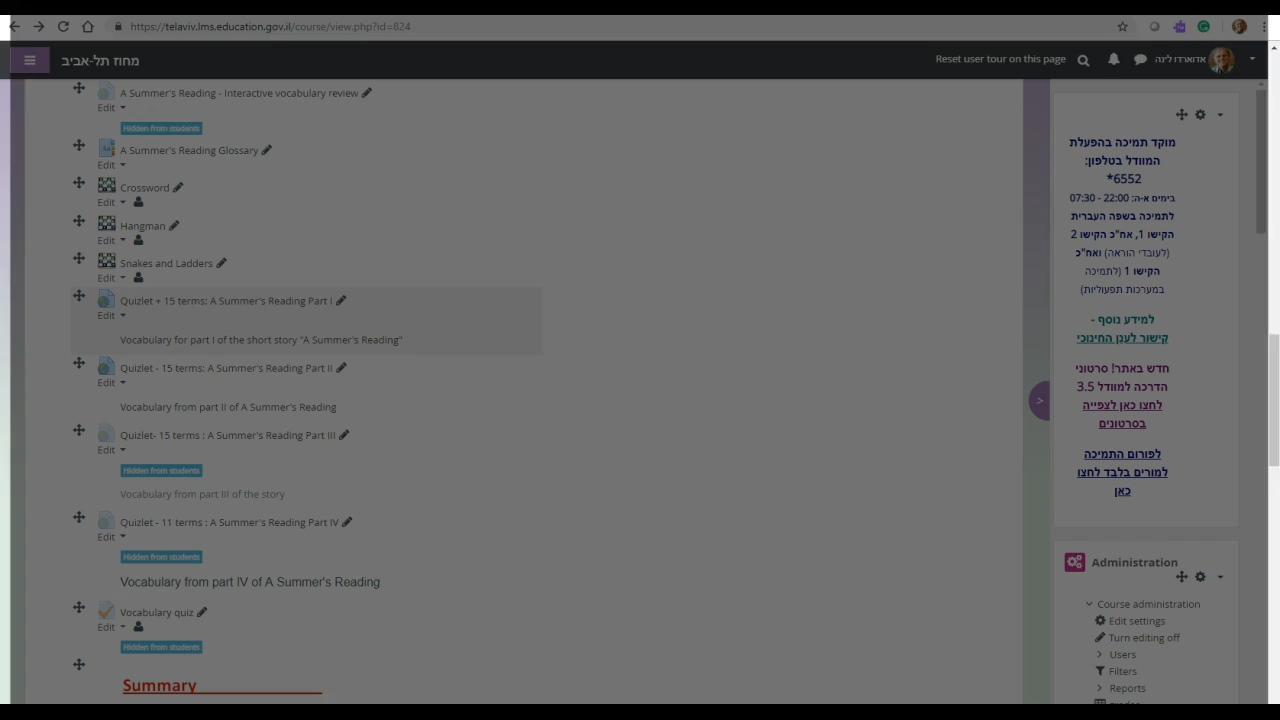 https://telaviv.lms.education.gov.il/course/view.php?id=824
מחוז תל-אביב
Reset user tour on this page
אדוארדו לינה
A Summer's Reading - Interactive vocabulary review
Edit
Hidden from students
A Summer's Reading Glossary
Edit
Crossword
Edit
Hangman
Edit
Snakes and Ladders
Edit
Quizlet + 15 terms: A Summer's Reading Part I
Edit
Vocabulary for part I of the short story "A Summer's Reading"
Quizlet - 15 terms: A Summer's Reading Part II
Edit
Vocabulary from part II of A Summer's Reading
Quizlet- 15 terms : A Summer's Reading Part III
Edit
Hidden from students
Vocabulary from part III of the story
Quizlet - 11 terms : A Summer's Reading Part IV
Edit
Hidden from students
Vocabulary from part IV of A Summer's Reading
Vocabulary quiz
Edit
Hidden from students
Summary
מוקד תמיכה בהפעלת
המוודל בטלפון:
6552*
בימים א-ה: 22:00 - 07:30
לתמיכה בשפה העברית
הקישו 1, אח"כ הקישו 2
(לעובדי הוראה) ואח"כ
הקישו 1 (לתמיכה
במערכות תפעוליות)
למידע נוסף -
קישור לענן החינוכי
חדש באתר! סרטוני
הדרכה למוודל 3.5
לחצו כאן לצפייה
בסרטונים
לפורום התמיכה
למורים בלבד לחצו
כאן
Administration
Course administration
Edit settings
Turn editing off
Users
Filters
Reports